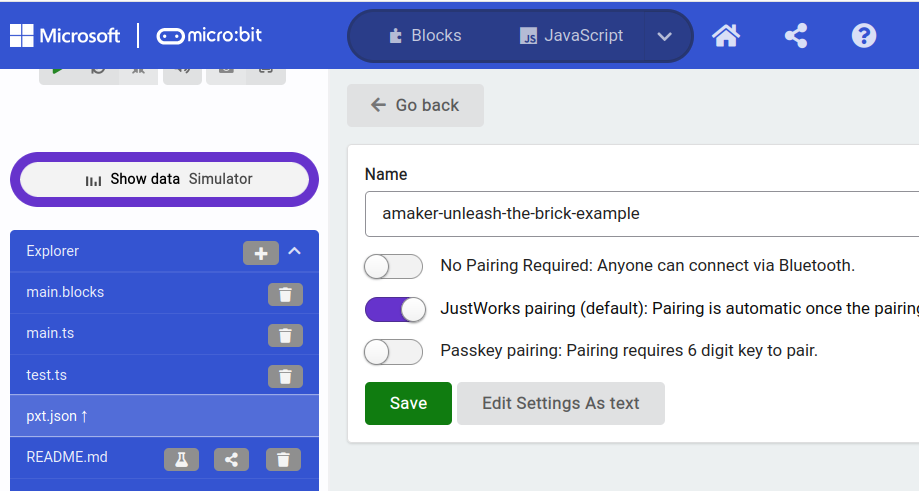 Microsoft
micro:bit
Blocks
JS JavaScript
?
Go back
Show data Simulator
Name
amaker-unleash-the-brick-example
No Pairing Required: Anyone can connect via Bluetooth.
JustWorks pairing (default): Pairing is automatic once the pairing
Passkey pairing: Pairing requires 6 digit key to pair.
Save
Edit Settings As text
Explorer
main.blocks
main.ts
test.ts
pxt.json ↑
README.md